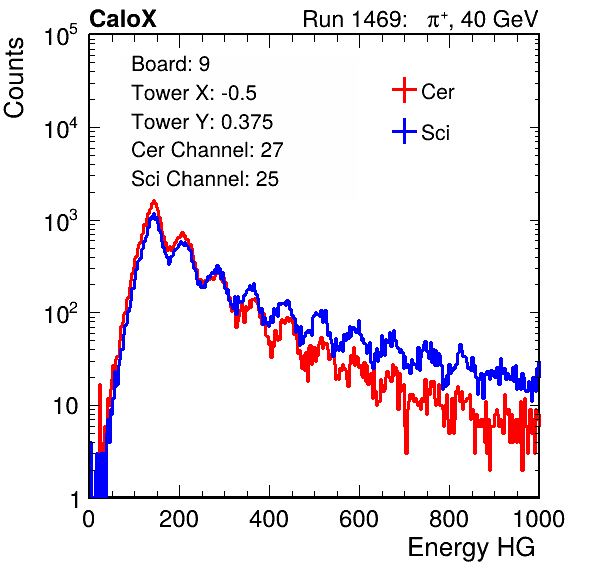 CaloX Run 1469: π⁺, 40 GeV
Counts
Board: 9
Tower X: -0.5
Tower Y: 0.375
Cer Channel: 27
Sci Channel: 25
Cer
Sci
10⁵
10⁴
10³
10²
10
1
0 200 400 600 800 1000
Energy HG